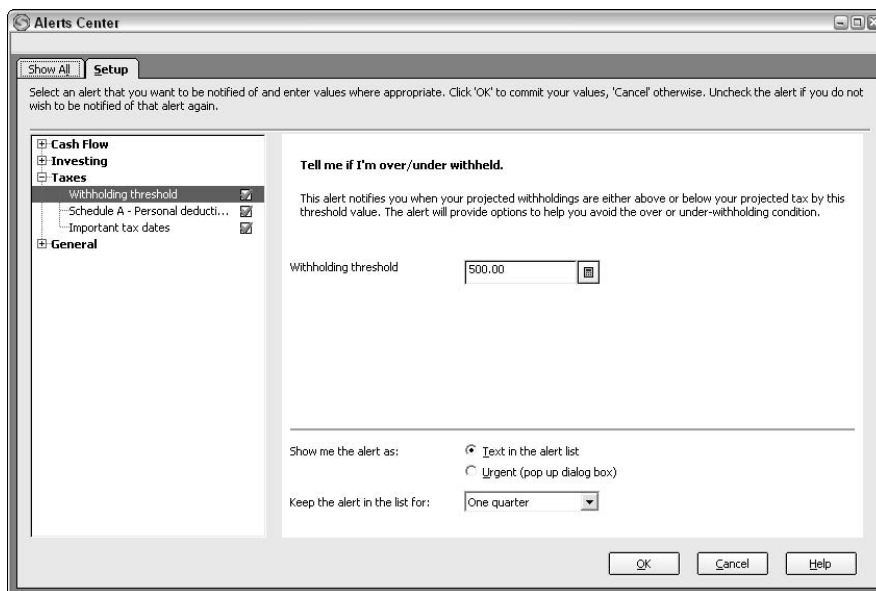 Alerts Center
Show All
Setup
Select an alert that you want to be notified of and enter values where appropriate. Click 'OK' to commit your values, 'Cancel' otherwise. Uncheck the alert if you do not
wish to be notified of that alert again.
Cash Flow
Investing
Taxes
Withholding threshold
Schedule A - Personal deducti...
Important tax dates
General
Tell me if I'm over/under withheld.
This alert notifies you when your projected withholdings are either above or below your projected tax by this
threshold value. The alert will provide options to help you avoid the over or under-withholding condition.
Withholding threshold
500.00
Show me the alert as:
Text in the alert list
Urgent (pop up dialog box)
Keep the alert in the list for:
One quarter
OK
Cancel
Help